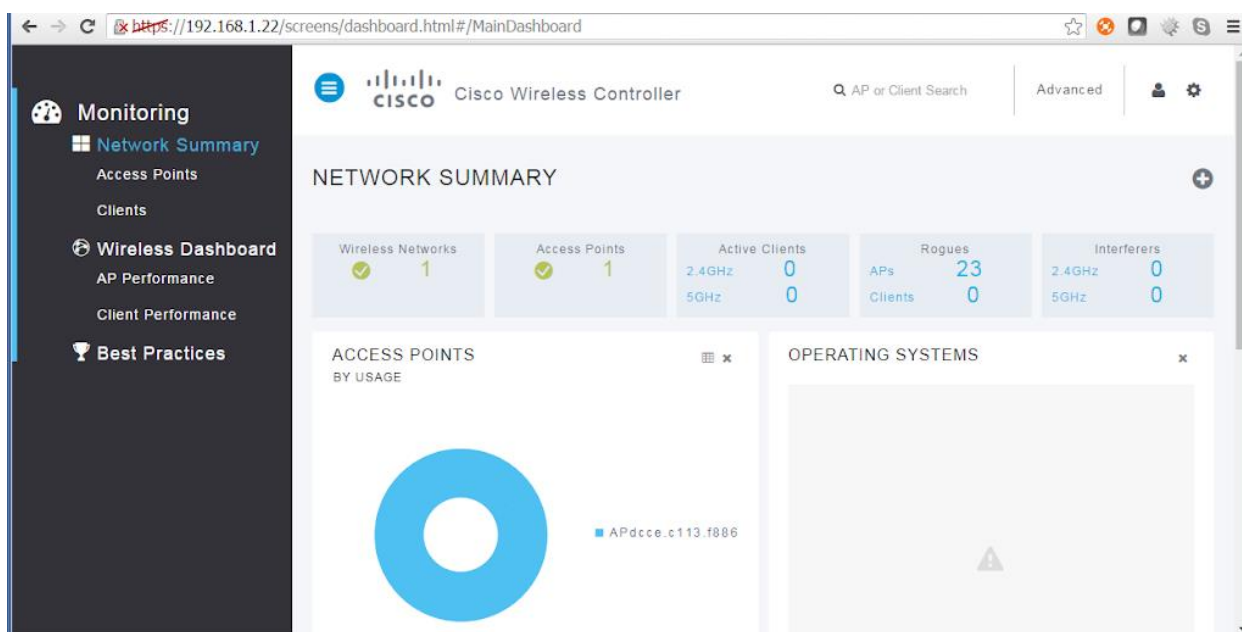 https://192.168.1.22/screens/dashboard.html#/MainDashboard
Monitoring
Network Summary
Access Points
Clients
Wireless Dashboard
AP Performance
Client Performance
Best Practices
CISCO Cisco Wireless Controller
AP or Client Search
Advanced
NETWORK SUMMARY
Wireless Networks
1
Access Points
1
Active Clients
2.4GHz 0
5GHz 0
Rogues
APs 23
Clients 0
Interferers
2.4GHz 0
5GHz 0
ACCESS POINTS
BY USAGE
APdcce.c113.f886
OPERATING SYSTEMS